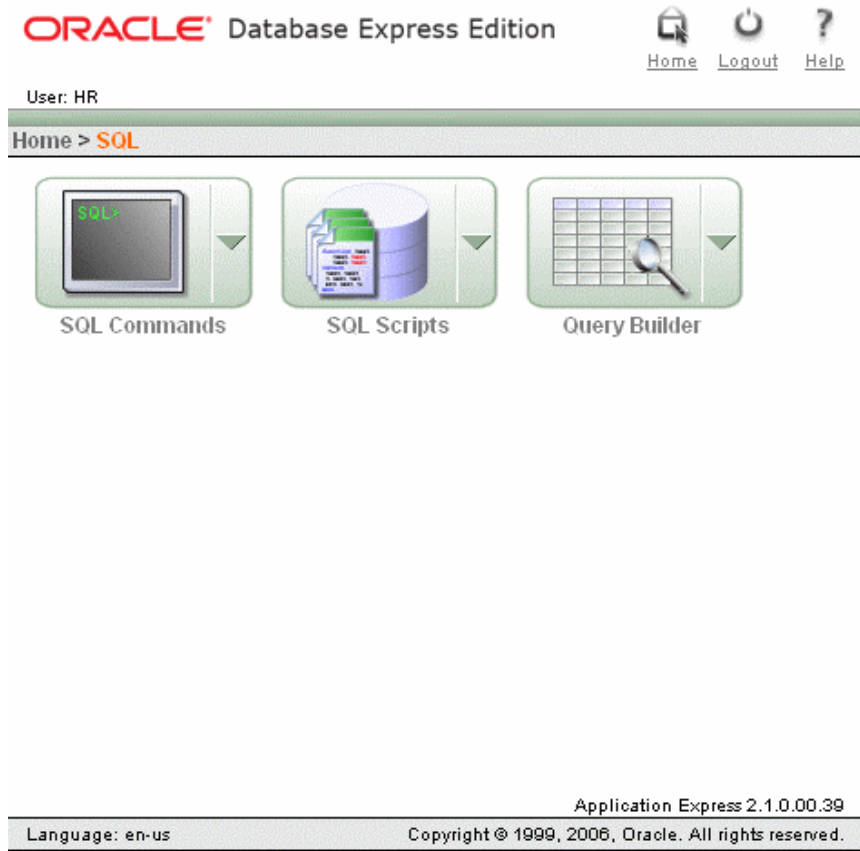 ORACLE® Database Express Edition
Home Logout Help
User: HR
Home > SQL
SQL>
SQL Commands
SQL Scripts
Query Builder
Application Express 2.1.0.00.39
Language: en-us
Copyright © 1999, 2006, Oracle. All rights reserved.